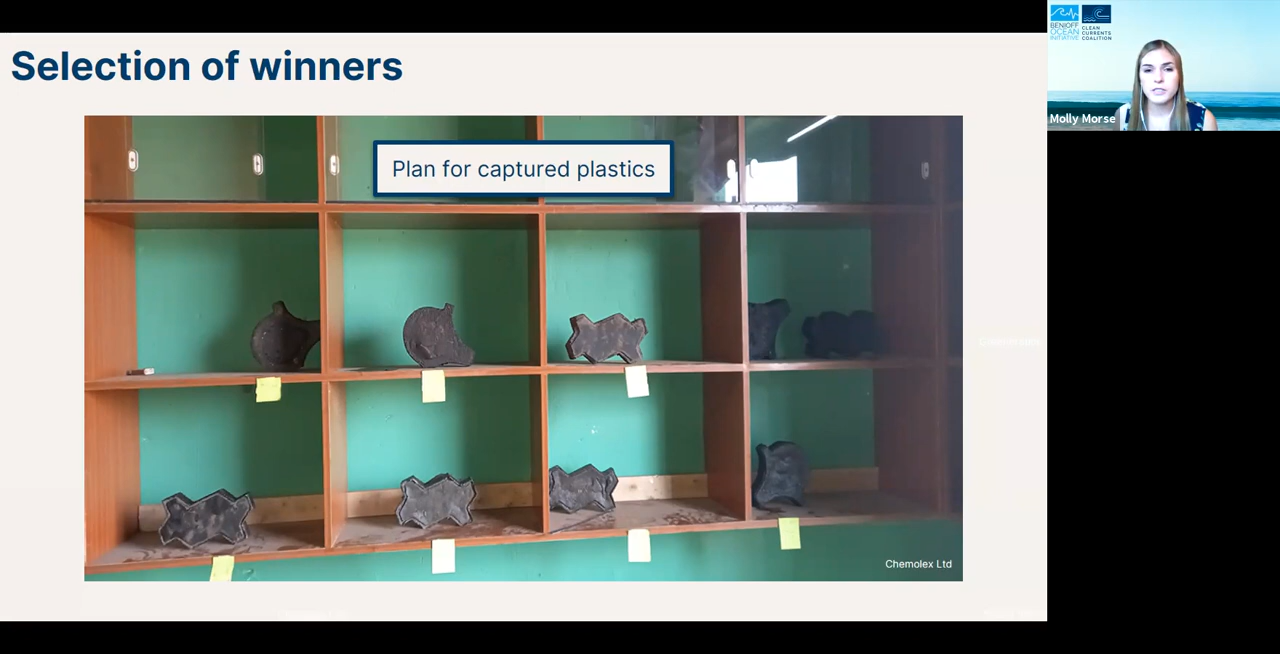 Selection of winners
Plan for captured plastics
Chemolex Ltd
BENIOFF
OCEAN
INITIATIVE
CLEAN
CURRENTS
COALITION
Molly Morse